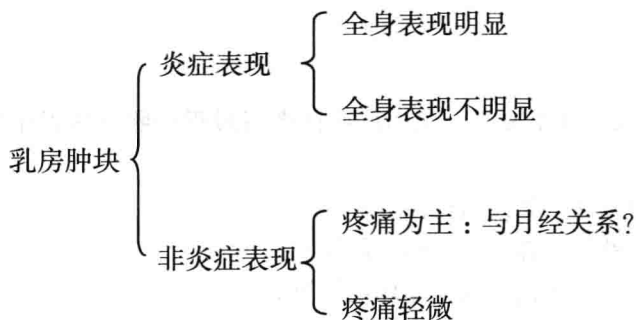 全身表现明显
炎症表现
全身表现不明显
乳房肿块
疼痛为主：与月经关系?
非炎症表现
疼痛轻微